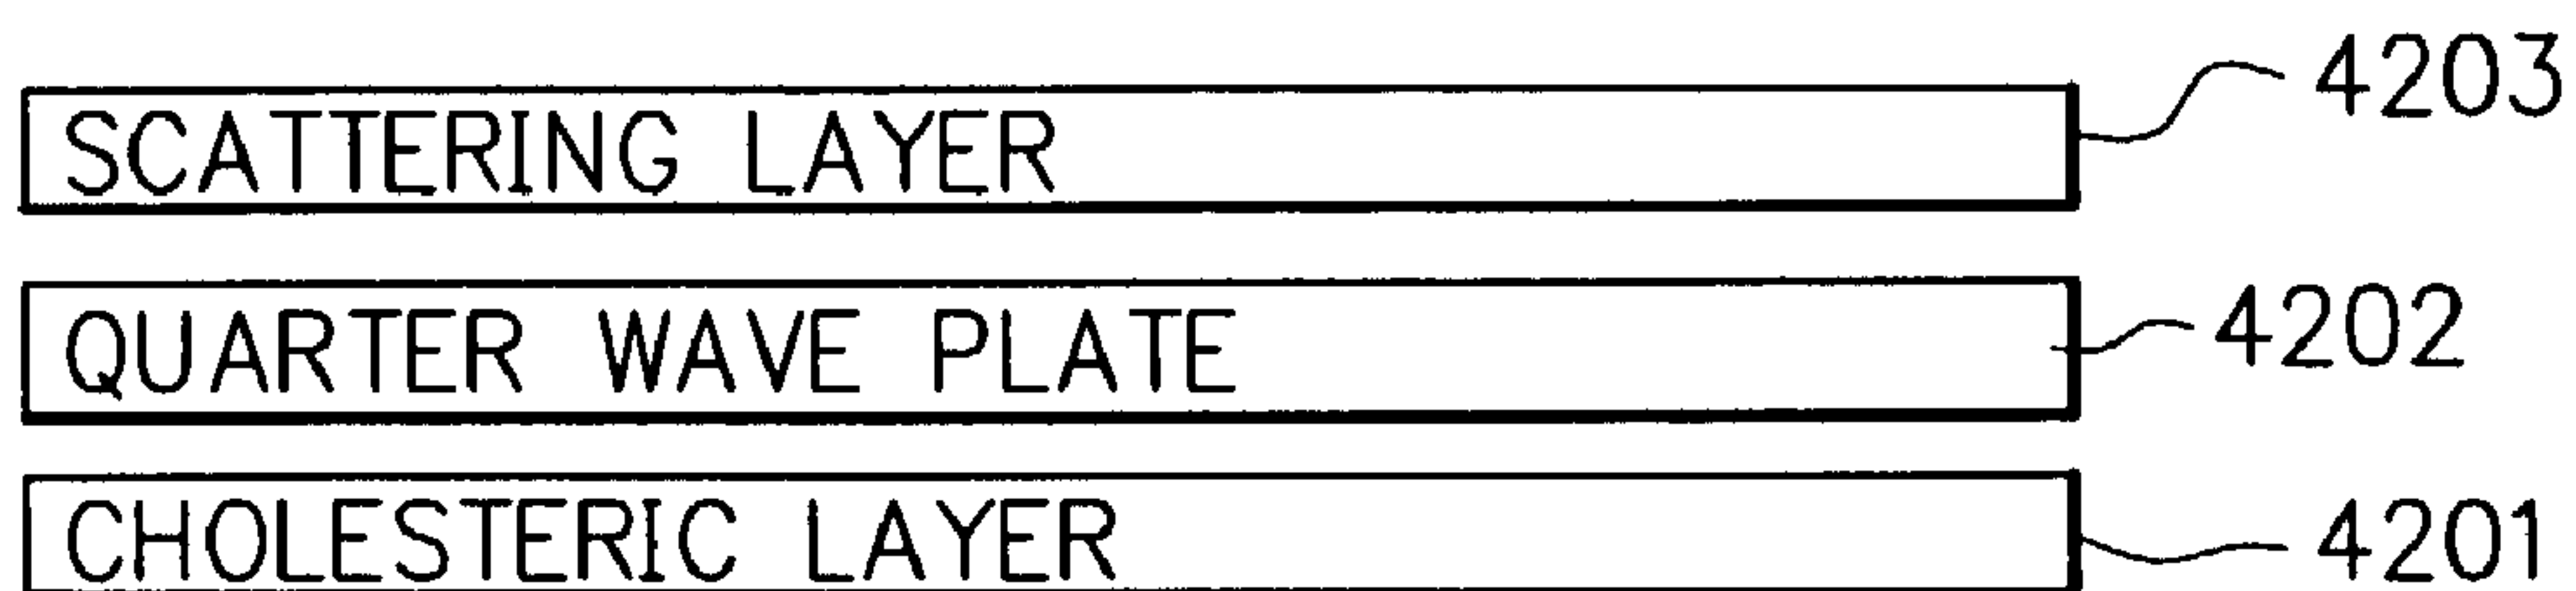 SCATTERING LAYER 4203
QUARTER WAVE PLATE 4202
CHOLESTERIC LAYER 4201